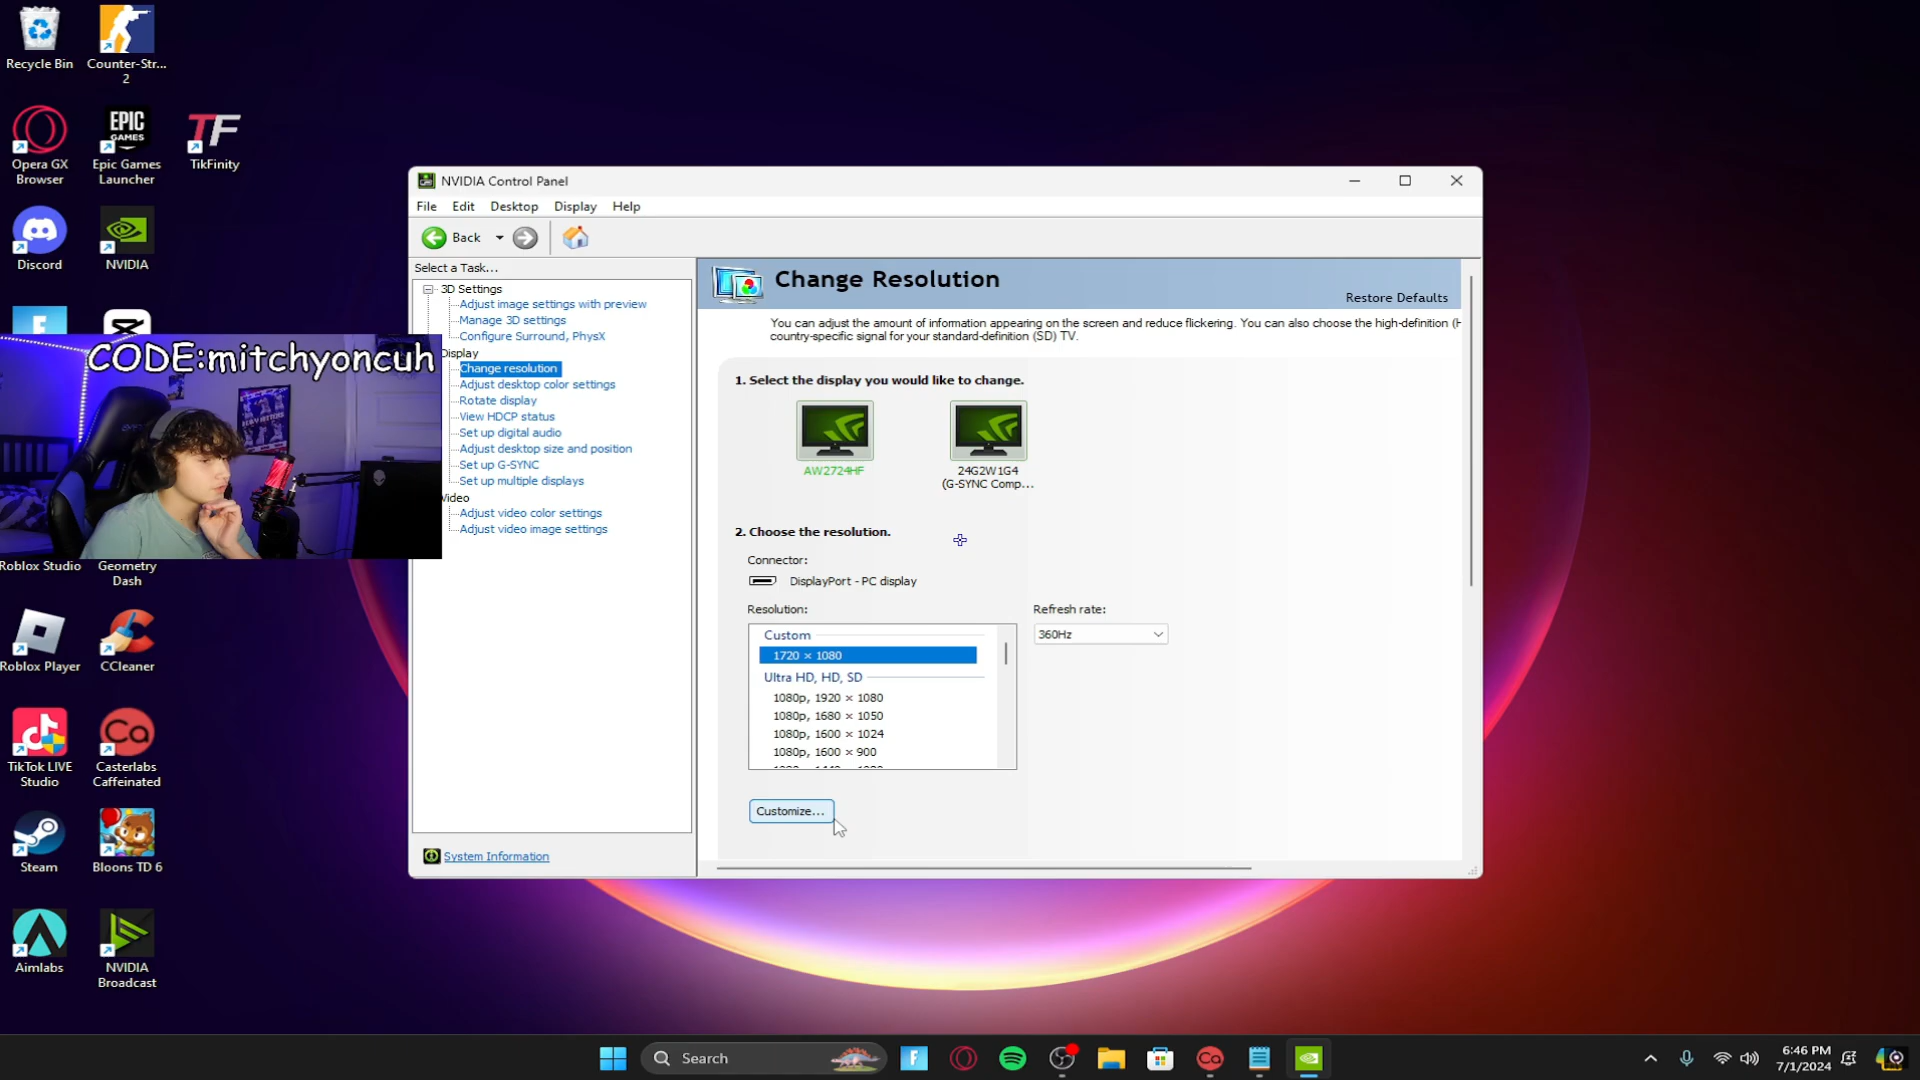 Recycle Bin
Counter-Str...
2
Opera GX
Browser
EPIC
GAMES
Epic Games
Launcher
TF
TikFinity
Discord
NVIDIA
CODE:mitchyoncuh
Roblox Studio
Geometry
Dash
Roblox Player
CCleaner
TikTok LIVE
Studio
Ca
Casterlabs
Caffeinated
Steam
Bloons TD 6
Aimlabs
NVIDIA
Broadcast
NVIDIA Control Panel
File Edit Desktop Display Help
Back
Select a Task...
3D Settings
Adjust image settings with preview
Manage 3D settings
Configure Surround, PhysX
Display
Change resolution
Adjust desktop color settings
Rotate display
View HDCP status
Set up digital audio
Adjust desktop size and position
Set up G-SYNC
Set up multiple displays
Video
Adjust video color settings
Adjust video image settings
System Information
Change Resolution
Restore Defaults
You can adjust the amount of information appearing on the screen and reduce flickering. You can also choose the high-definition (H
country-specific signal for your standard-definition (SD) TV.
1. Select the display you would like to change.
AW2724HF
24G2W1G4
(G-SYNC Comp...
2. Choose the resolution.
Connector:
DisplayPort - PC display
Resolution:
Refresh rate:
Custom
1720 × 1080
Ultra HD, HD, SD
1080p, 1920 × 1080
1080p, 1680 × 1050
1080p, 1600 × 1024
1080p, 1600 × 900
360Hz
Customize...
Search
Ca
6:46 PM
7/1/2024